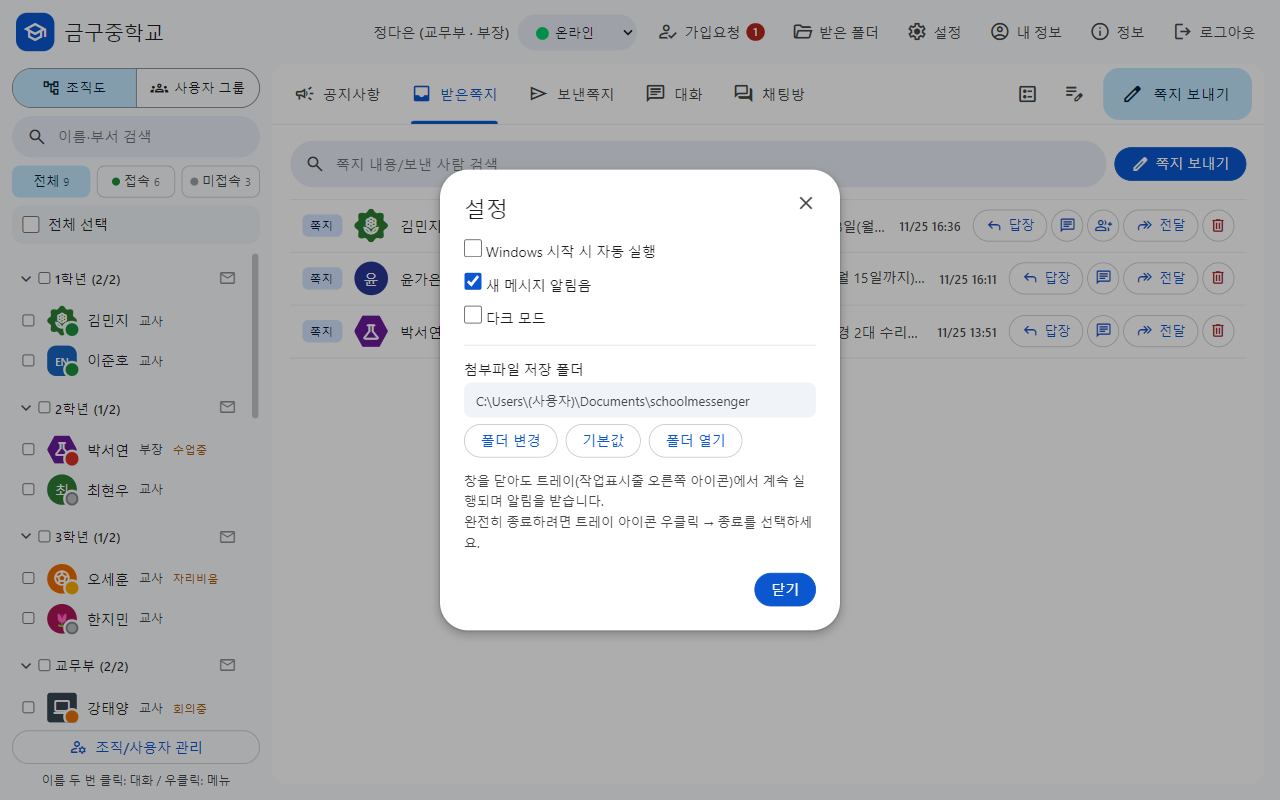 금구중학교
정다은 (교무부 · 부장)
온라인
가입요청 1
받은 폴더
설정
내 정보
정보
로그아웃
조직도
사용자 그룹
이름·부서 검색
전체 9
접속 6
미접속 3
전체 선택
1학년 (2/2)
김민지 교사
EN
이준호 교사
2학년 (1/2)
박서연 부장 수업중
최
최현우 교사
3학년 (1/2)
오세훈 교사 자리비움
한지민 교사
교무부 (2/2)
강태양 교사 회의중
조직/사용자 관리
이름 두 번 클릭: 대화 / 우클릭: 메뉴
공지사항
받은쪽지
보낸쪽지
대화
채팅방
쪽지 보내기
쪽지 내용/보낸 사람 검색
쪽지 보내기
쪽지 김민지 일(월... 11/25 16:36 답장 전달
쪽지 윤 윤가은 월 15일까지)... 11/25 16:11 답장 전달
쪽지 박서연 2대 수리... 11/25 13:51 답장 전달
설정
Windows 시작 시 자동 실행
새 메시지 알림음
다크 모드
첨부파일 저장 폴더
C:\Users\(사용자)\Documents\schoolmessenger
폴더 변경
기본값
폴더 열기
창을 닫아도 트레이(작업표시줄 오른쪽 아이콘)에서 계속 실
행되며 알림을 받습니다.
완전히 종료하려면 트레이 아이콘 우클릭 → 종료를 선택하세
요.
닫기